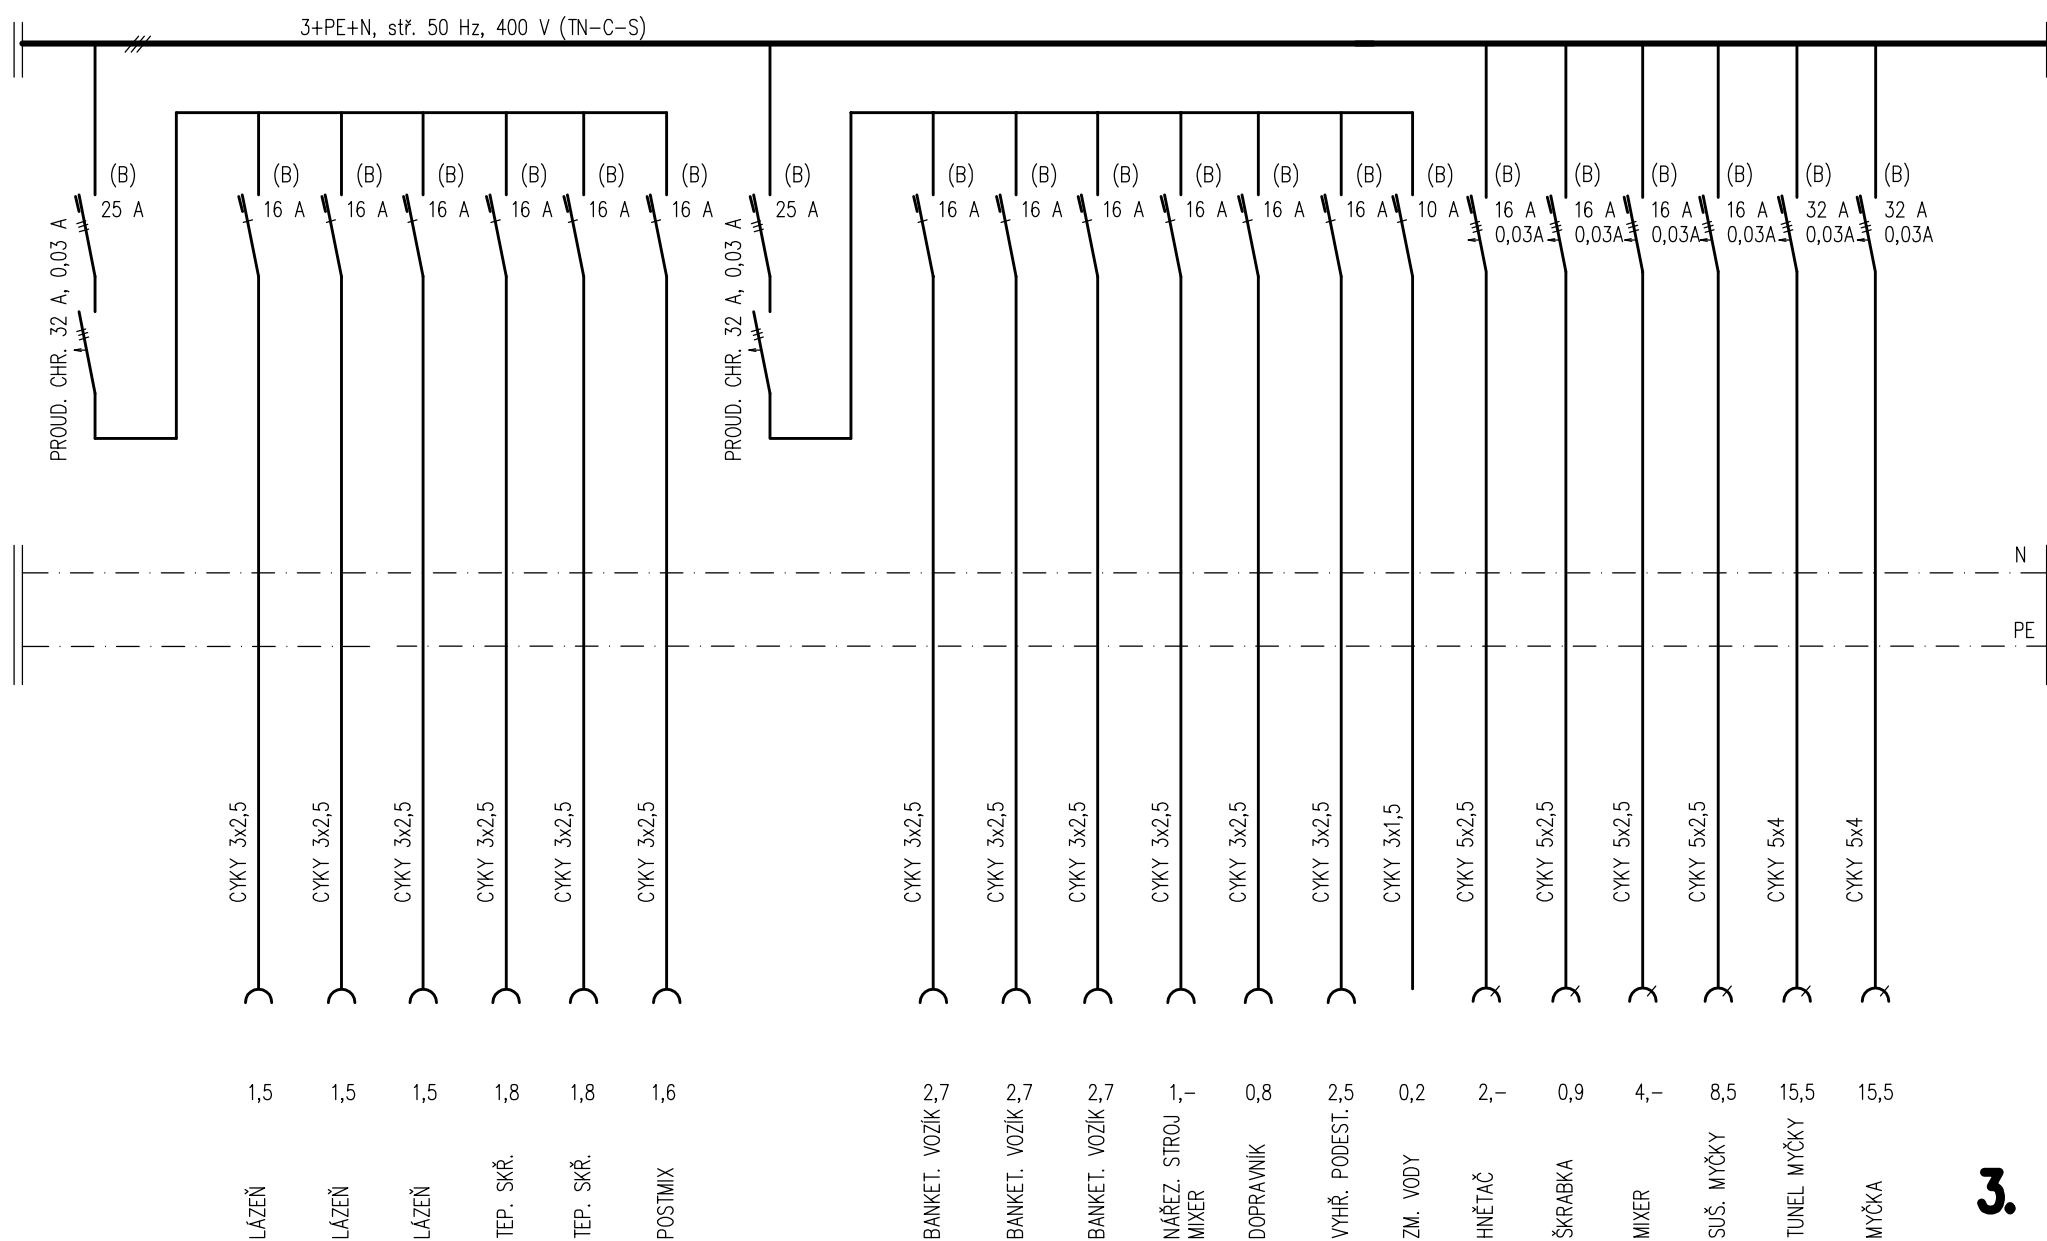 3+PE+N, stř. 50 Hz, 400 V (TN-C-S)
(B) (B) (B) (B) (B) (B) (B) (B) (B) (B) (B) (B) (B) (B) (B) (B) (B) (B) (B) (B) (B)
25 A 16 A 16 A 16 A 16 A 16 A 16 A 25 A 16 A 16 A 16 A 16 A 16 A 16 A 10 A 16 A 16 A 16 A 16 A 32 A 32 A
0,03A 0,03A 0,03A 0,03A 0,03A 0,03A
PROUD. CHR. 32 A, 0,03 A
PROUD. CHR. 32 A, 0,03 A
N
PE
CYKY 3x2,5
CYKY 3x2,5
CYKY 3x2,5
CYKY 3x2,5
CYKY 3x2,5
CYKY 3x2,5
CYKY 3x2,5
CYKY 3x2,5
CYKY 3x2,5
CYKY 3x2,5
CYKY 3x2,5
CYKY 3x2,5
CYKY 3x1,5
CYKY 5x2,5
CYKY 5x2,5
CYKY 5x2,5
CYKY 5x2,5
CYKY 5x4
CYKY 5x4
1,5 1,5 1,5 1,8 1,8 1,6 2,7 2,7 2,7 1,- 0,8 2,5 0,2 2,- 0,9 4,- 8,5 15,5 15,5
LÁZEŇ
LÁZEŇ
LÁZEŇ
TEP. SKŘ.
TEP. SKŘ.
POSTMIX
BANKET. VOZÍK
BANKET. VOZÍK
BANKET. VOZÍK
NÁŘEZ. STROJ
MIXER
DOPRAVNÍK
VYHŘ. PODEST.
ZM. VODY
HNĚTAČ
ŠKRABKA
MIXER
SUŠ. MYČKY
TUNEL MYČKY
MYČKA
3.